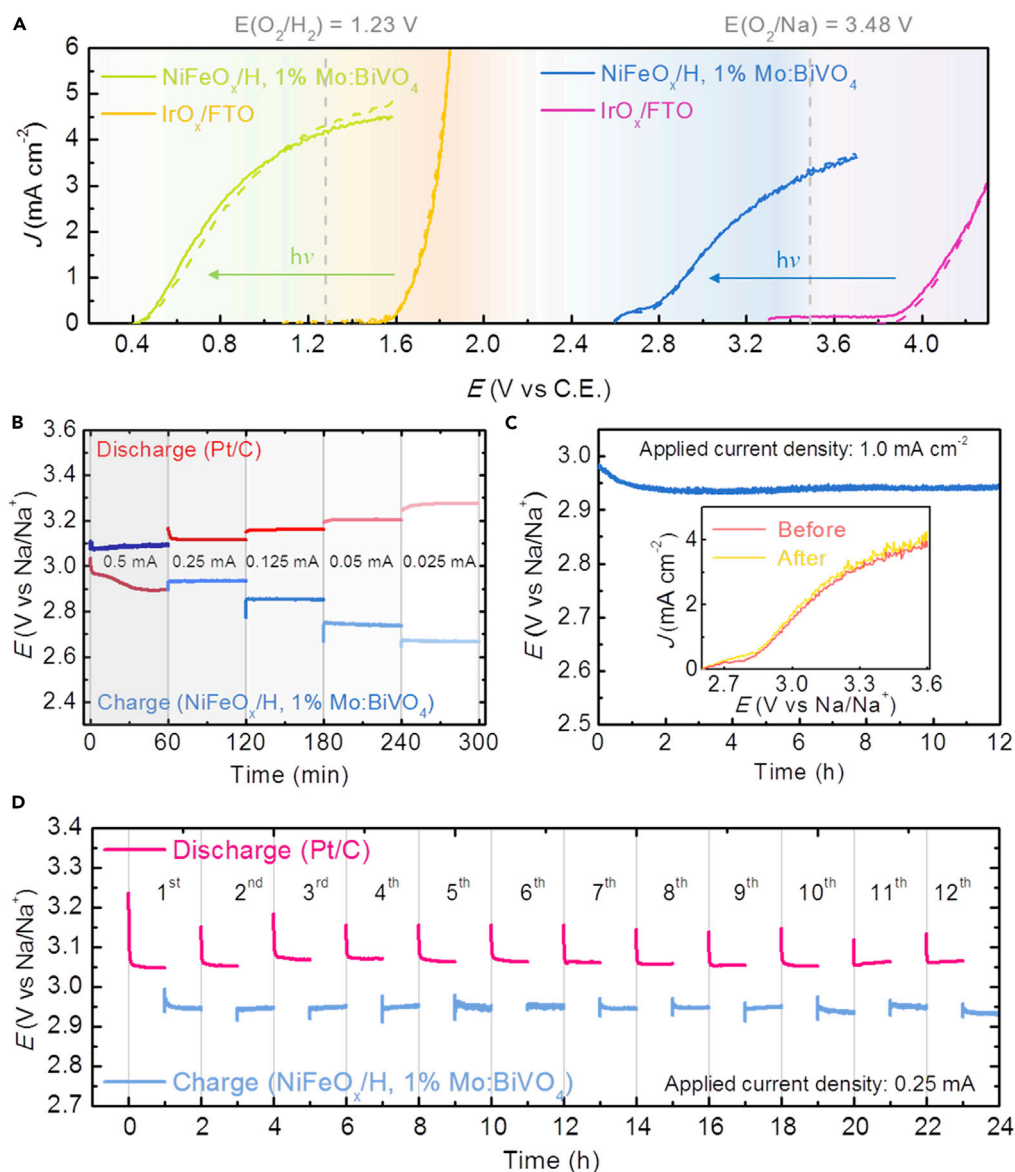 A
E(O₂/H₂) = 1.23 V
E(O₂/Na) = 3.48 V
NiFeOₓ/H, 1% Mo:BiVO₄
IrOₓ/FTO
NiFeOₓ/H, 1% Mo:BiVO₄
IrOₓ/FTO
hν
hν
J (mA cm⁻²)
6
5
4
3
2
1
0
0.4 0.8 1.2 1.6 2.0 2.4 2.8 3.2 3.6 4.0
E (V vs C.E.)
B
Discharge (Pt/C)
0.5 mA 0.25 mA 0.125 mA 0.05 mA 0.025 mA
Charge (NiFeOₓ/H, 1% Mo:BiVO₄)
E (V vs Na/Na⁺)
3.6
3.4
3.2
3.0
2.8
2.6
2.4
0 60 120 180 240 300
Time (min)
C
Applied current density: 1.0 mA cm⁻²
E (V vs Na/Na⁺)
3.0
2.9
2.8
2.7
2.6
2.5
Before
After
J (mA cm⁻²)
4
2
0
2.7 3.0 3.3 3.6
E (V vs Na/Na⁺)
0 2 4 6 8 10 12
Time (h)
D
Discharge (Pt/C)
1ˢᵗ 2ⁿᵈ 3ʳᵈ 4ᵗʰ 5ᵗʰ 6ᵗʰ 7ᵗʰ 8ᵗʰ 9ᵗʰ 10ᵗʰ 11ᵗʰ 12ᵗʰ
Charge (NiFeOₓ/H, 1% Mo:BiVO₄)
Applied current density: 0.25 mA
E (V vs Na/Na⁺)
3.4
3.3
3.2
3.1
3.0
2.9
2.8
2.7
0 2 4 6 8 10 12 14 16 18 20 22 24
Time (h)